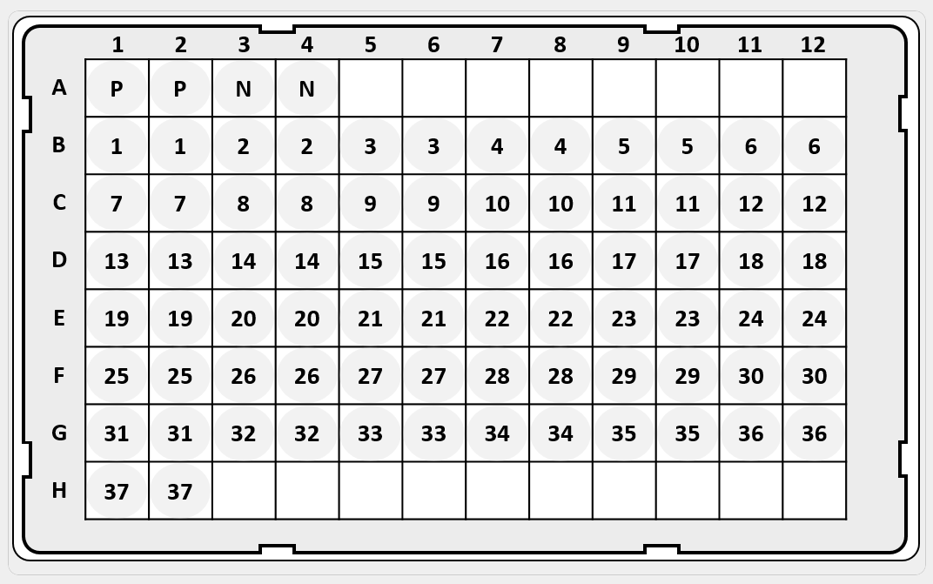 1 2 3 4 5 6 7 8 9 10 11 12
A P P N N
B 1 1 2 2 3 3 4 4 5 5 6 6
C 7 7 8 8 9 9 10 10 11 11 12 12
D 13 13 14 14 15 15 16 16 17 17 18 18
E 19 19 20 20 21 21 22 22 23 23 24 24
F 25 25 26 26 27 27 28 28 29 29 30 30
G 31 31 32 32 33 33 34 34 35 35 36 36
H 37 37